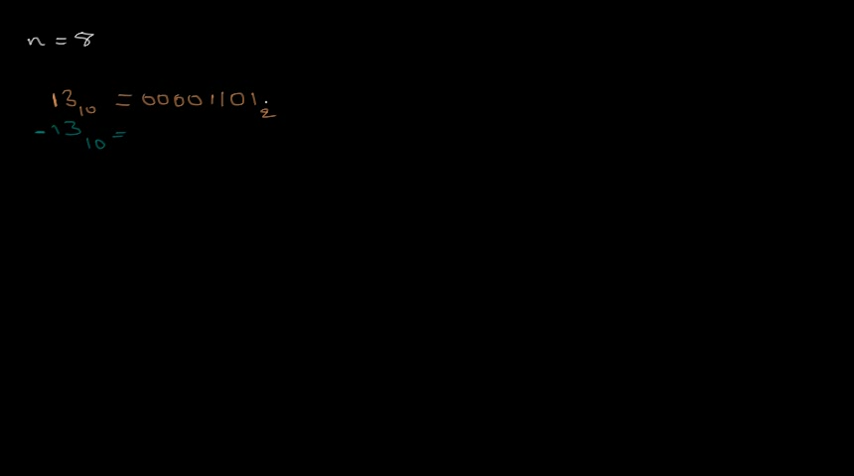 n = 8
13₁₀ = 00001101₂
-13₁₀ =